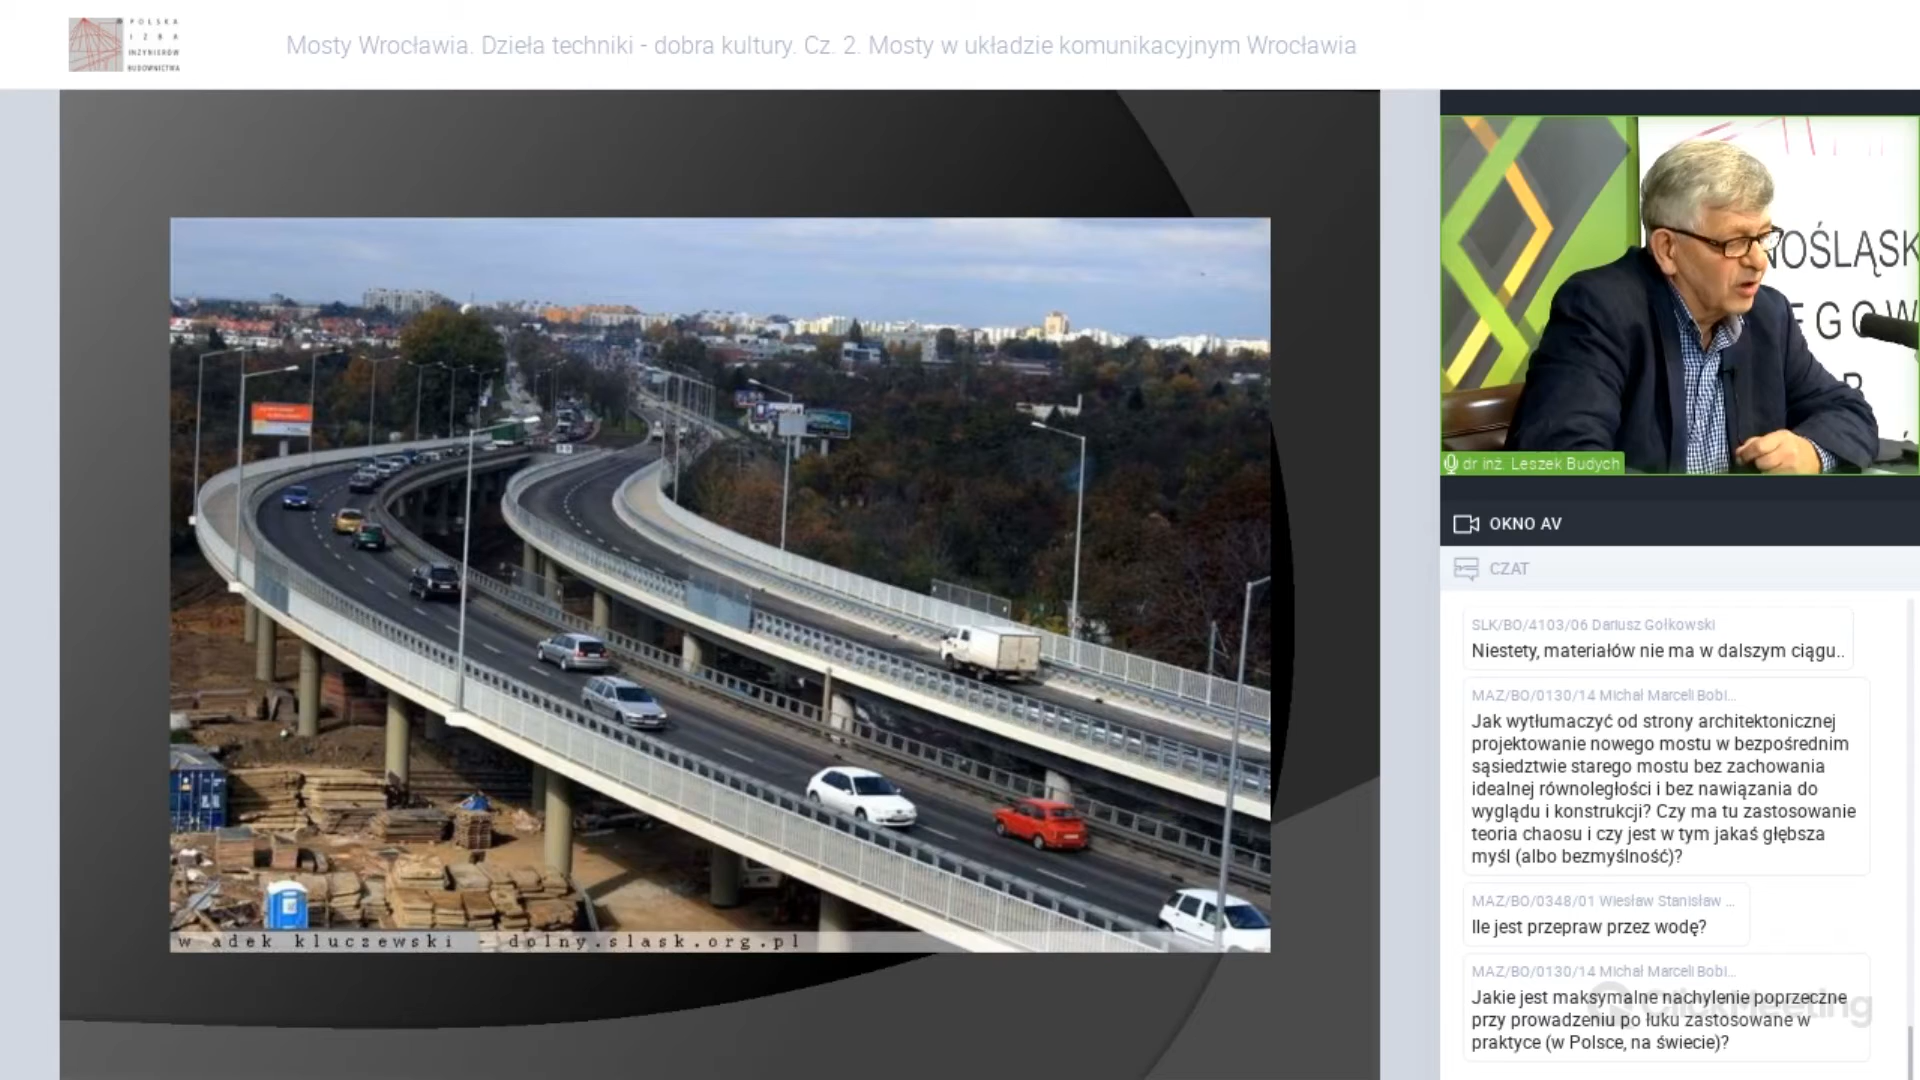 POLSKA
IZBA
INŻYNIERÓW
BUDOWNICTWA
Mosty Wrocławia. Dzieła techniki - dobra kultury. Cz. 2. Mosty w układzie komunikacyjnym Wrocławia
w adek kluczewski - dolny.slask.org.pl
NOŚLĄSK
EGOW
dr inż. Leszek Budych
OKNO AV
CZAT
SLK/BO/4103/06 Dariusz Gołkowski
Niestety, materiałów nie ma w dalszym ciągu..
MAZ/BO/0130/14 Michał Marceli Bobi...
Jak wytłumaczyć od strony architektonicznej
projektowanie nowego mostu w bezpośrednim
sąsiedztwie starego mostu bez zachowania
idealnej równoległości i bez nawiązania do
wyglądu i konstrukcji? Czy ma tu zastosowanie
teoria chaosu i czy jest w tym jakaś głębsza
myśl (albo bezmyślność)?
MAZ/BO/0348/01 Wiesław Stanisław ...
Ile jest przepraw przez wodę?
MAZ/BO/0130/14 Michał Marceli Bobi...
Jakie jest maksymalne nachylenie poprzeczne
przy prowadzeniu po łuku zastosowane w
praktyce (w Polsce, na świecie)?
ClickMeeting